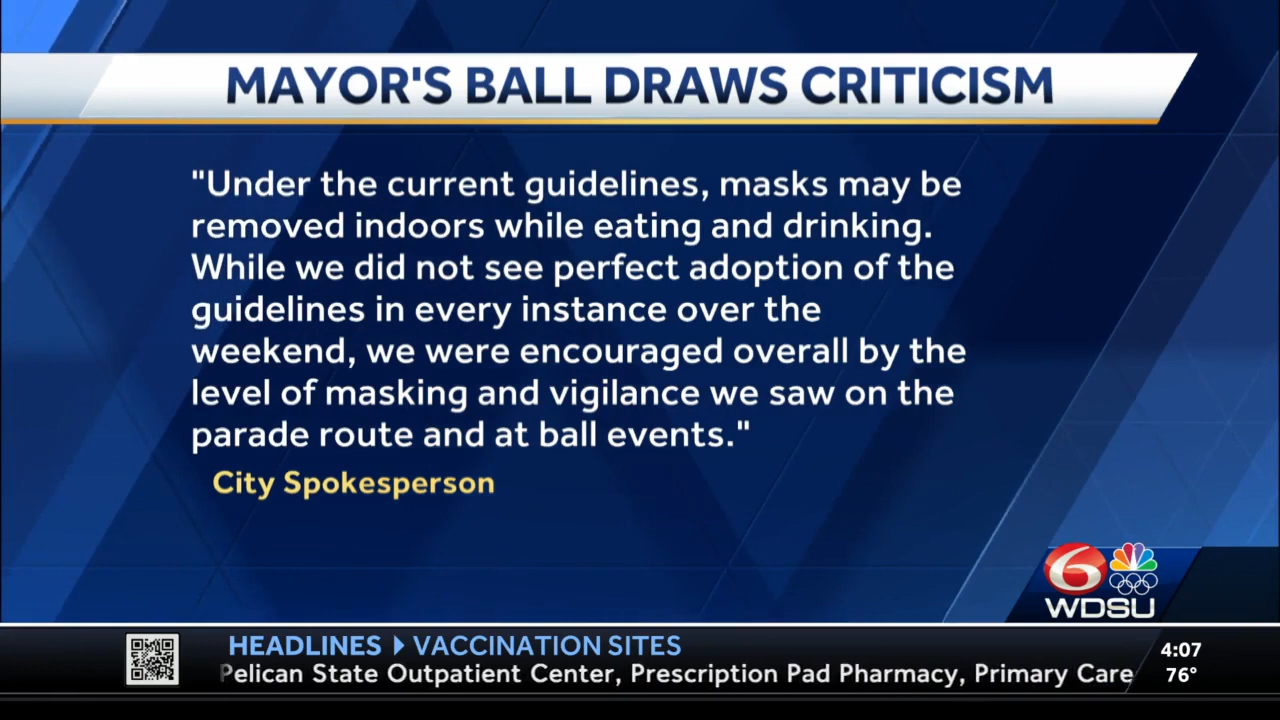 MAYOR'S BALL DRAWS CRITICISM
"Under the current guidelines, masks may be
removed indoors while eating and drinking.
While we did not see perfect adoption of the
guidelines in every instance over the
weekend, we were encouraged overall by the
level of masking and vigilance we saw on the
parade route and at ball events."
City Spokesperson
6
WDSU
HEADLINES VACCINATION SITES
4:07
Pelican State Outpatient Center, Prescription Pad Pharmacy, Primary Care
76°